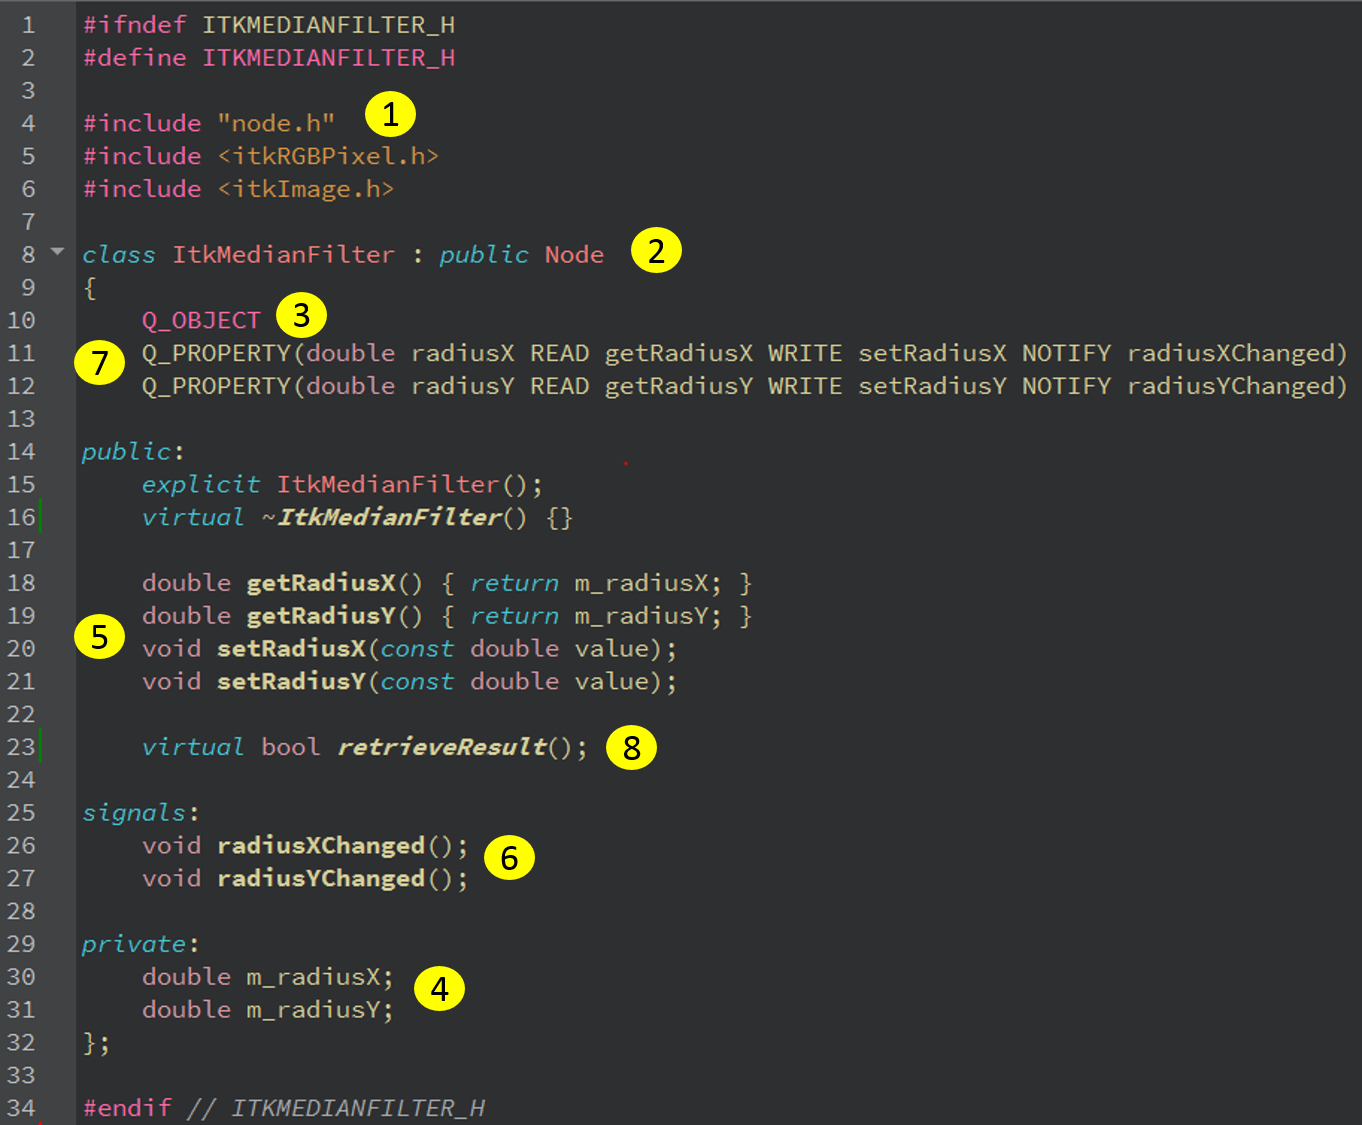 1 #ifndef ITKMEDIANFILTER_H
2 #define ITKMEDIANFILTER_H
3
4 #include "node.h" 1
5 #include <itkRGBPixel.h>
6 #include <itkImage.h>
7
8 class ItkMedianFilter : public Node 2
9 {
10 Q_OBJECT 3
11 7 Q_PROPERTY(double radiusX READ getRadiusX WRITE setRadiusX NOTIFY radiusXChanged)
12 Q_PROPERTY(double radiusY READ getRadiusY WRITE setRadiusY NOTIFY radiusYChanged)
13
14 public:
15 explicit ItkMedianFilter();
16 virtual ~ItkMedianFilter() {}
17
18 double getRadiusX() { return m_radiusX; }
19 double getRadiusY() { return m_radiusY; }
20 5 void setRadiusX(const double value);
21 void setRadiusY(const double value);
22
23 virtual bool retrieveResult(); 8
24
25 signals:
26 void radiusXChanged(); 6
27 void radiusYChanged();
28
29 private:
30 double m_radiusX; 4
31 double m_radiusY;
32 };
33
34 #endif // ITKMEDIANFILTER_H